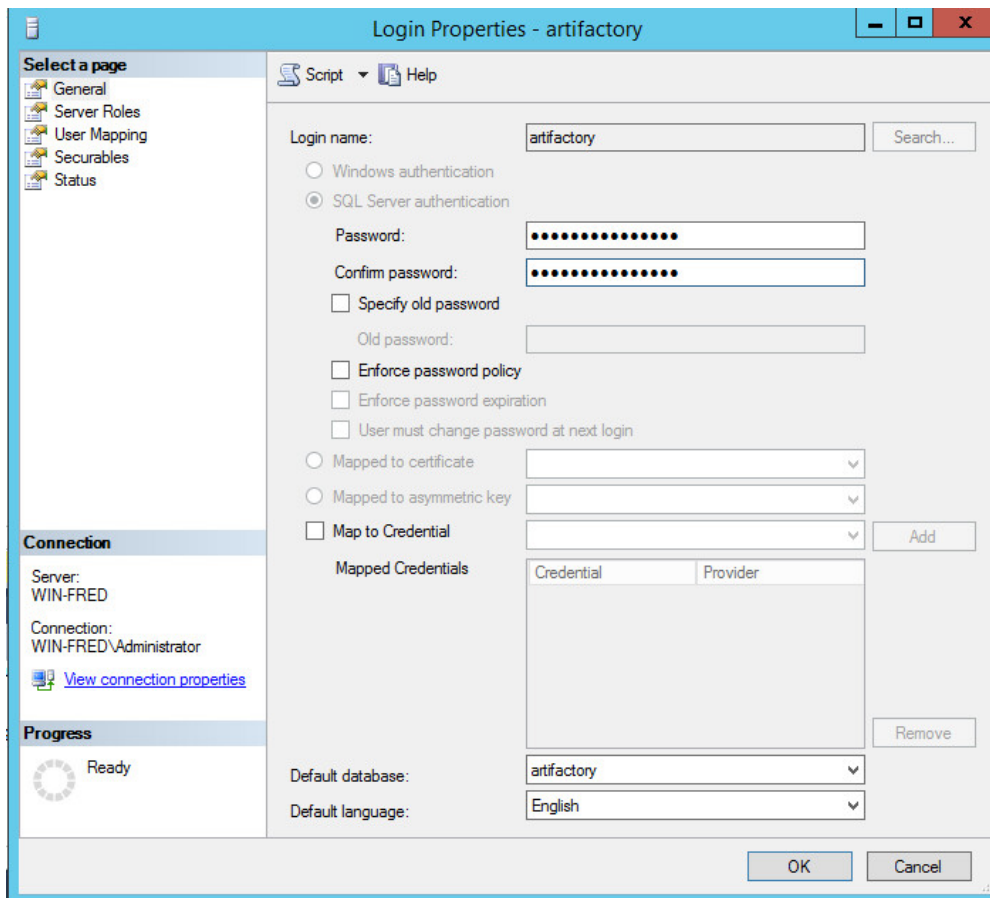 Login Properties - artifactory
Select a page
General
Server Roles
User Mapping
Securables
Status
Script
Help
Login name:
artifactory
Search...
Windows authentication
SQL Server authentication
Password:
●●●●●●●●●●●●●●●
Confirm password:
●●●●●●●●●●●●●●●
Specify old password
Old password:
Enforce password policy
Enforce password expiration
User must change password at next login
Mapped to certificate
Mapped to asymmetric key
Map to Credential
Add
Mapped Credentials
Credential Provider
Remove
Default database:
artifactory
Default language:
English
Connection
Server:
WIN-FRED
Connection:
WIN-FRED\Administrator
View connection properties
Progress
Ready
OK
Cancel